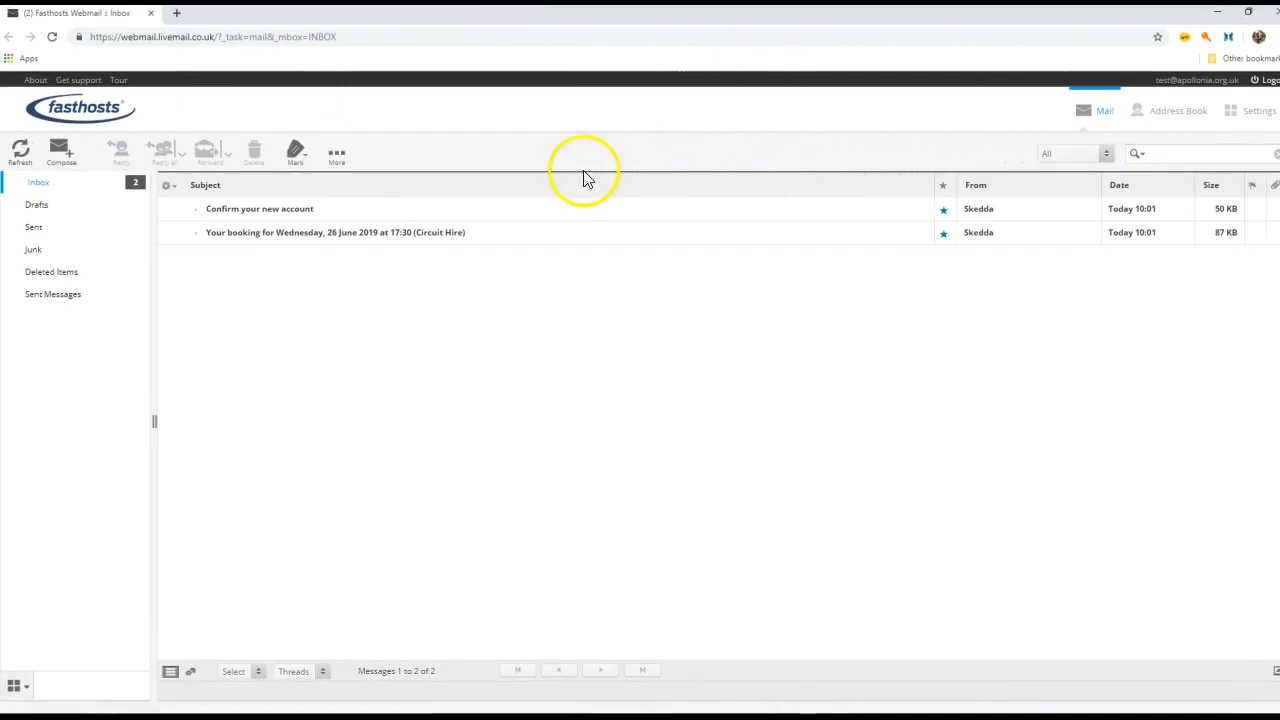 (2) Fasthosts Webmail :: Inbox
https://webmail.livemail.co.uk/?_task=mail&_mbox=INBOX
Apps
Other bookmark
About Get support Tour
test@apollonia.org.uk Logo
fasthosts
Mail Address Book Settings
Refresh Compose Reply Reply all Forward Delete Mark More
All
Inbox 2
Drafts
Sent
Junk
Deleted Items
Sent Messages
Subject From Date Size
Confirm your new account Skedda Today 10:01 50 KB
Your booking for Wednesday, 26 June 2019 at 17:30 (Circuit Hire) Skedda Today 10:01 87 KB
Select Threads Messages 1 to 2 of 2